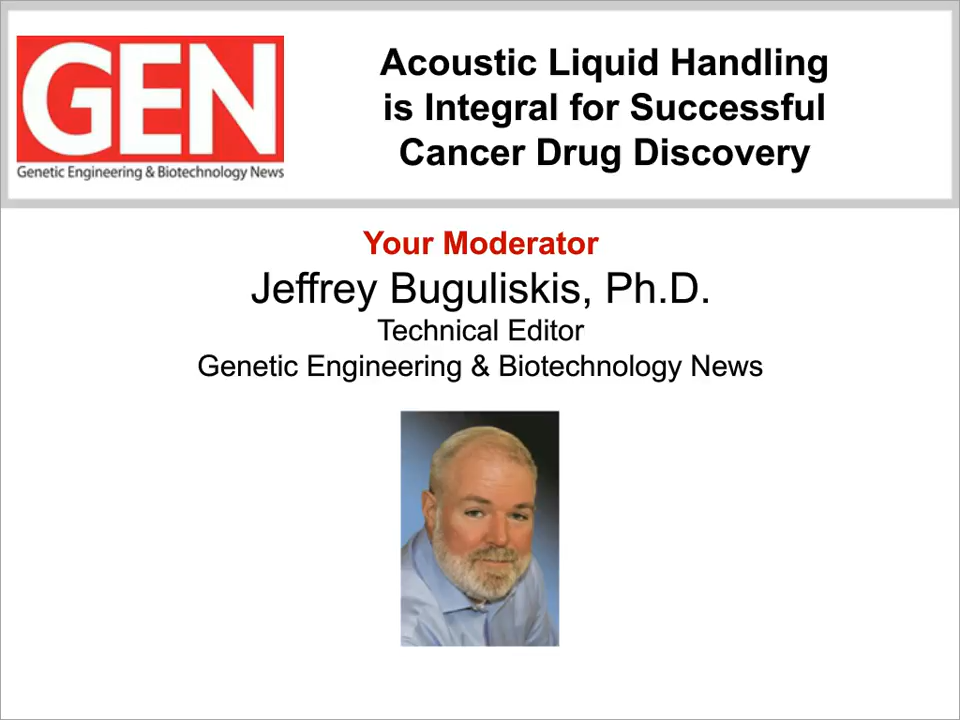 GEN
Genetic Engineering & Biotechnology News
Acoustic Liquid Handling
is Integral for Successful
Cancer Drug Discovery
Your Moderator
Jeffrey Buguliskis, Ph.D.
Technical Editor
Genetic Engineering & Biotechnology News